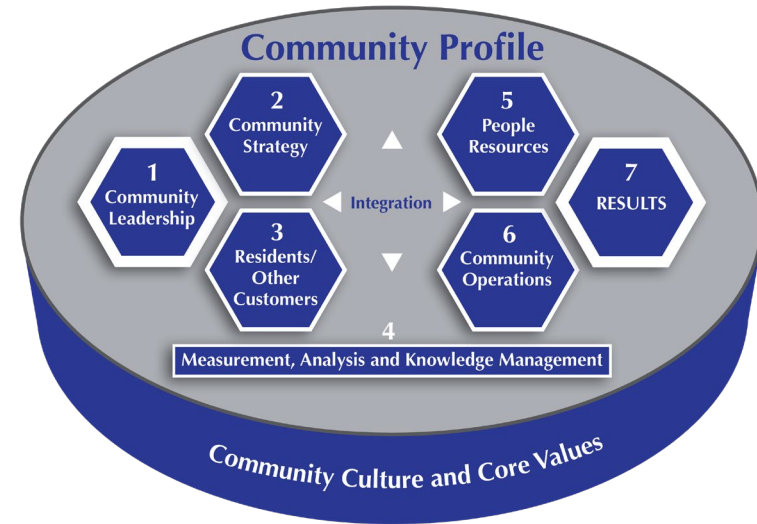 Community Profile
1
Community
Leadership
2
Community
Strategy
3
Residents/
Other
Customers
Integration
5
People
Resources
6
Community
Operations
7
RESULTS
4
Measurement, Analysis and Knowledge Management
Community Culture and Core Values